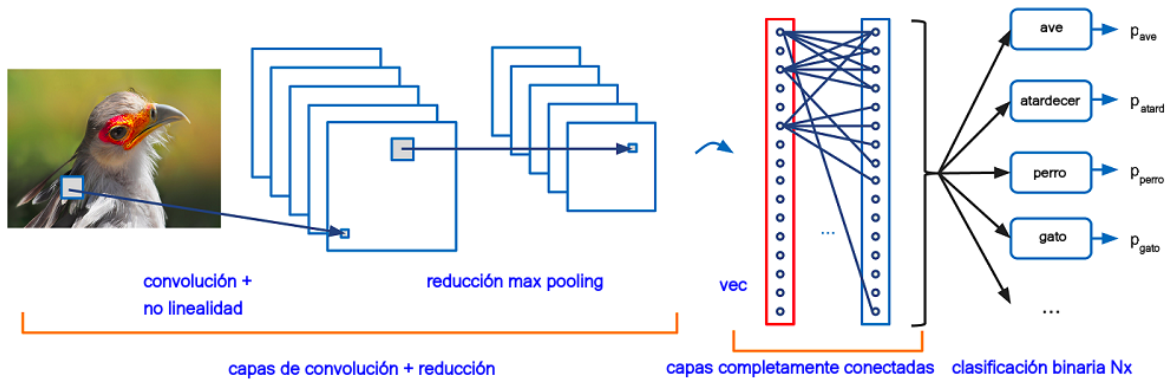 ave
p_ave
atardecer
p_atard
perro
p_perro
gato
p_gato
...
...
convolución +
no linealidad
reducción max pooling
vec
capas de convolución + reducción
capas completamente conectadas
clasificación binaria Nx